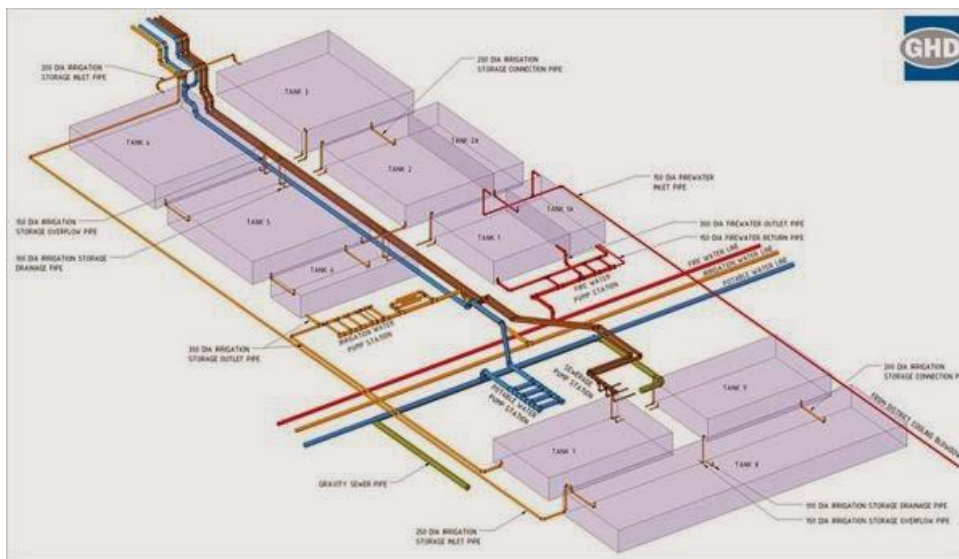 GHD
200 DIA IRRIGATION
STORAGE INLET PIPE
250 DIA IRRIGATION
STORAGE CONNECTION PIPE
TANK 3
TANK 4
TANK 2A
TANK 2
150 DIA FIREWATER
INLET PIPE
TANK 1A
TANK 1
TANK 5
TANK 6
150 DIA IRRIGATION
STORAGE OVERFLOW PIPE
100 DIA IRRIGATION STORAGE
DRAINAGE PIPE
300 DIA FIREWATER OUTLET PIPE
150 DIA FIREWATER RETURN PIPE
FIRE WATER LINE
IRRIGATION WATER LINE
POTABLE WATER LINE
FIRE WATER
PUMP STATION
IRRIGATION WATER
PUMP STATION
300 DIA IRRIGATION
STORAGE OUTLET PIPE
SEWERAGE
PUMP STATION
POTABLE WATER
PUMP STATION
200 DIA IRRIGATION
STORAGE CONNECTION P
TANK 9
TANK 7
TANK 8
FROM DISTRICT COOLING BLOWDOW
GRAVITY SEWER PIPE
250 DIA IRRIGATION
STORAGE INLET PIPE
DIA IRRIGATION STORAGE DRAINAGE PIPE
150 DIA IRRIGATION STORAGE OVERFLOW PIPE